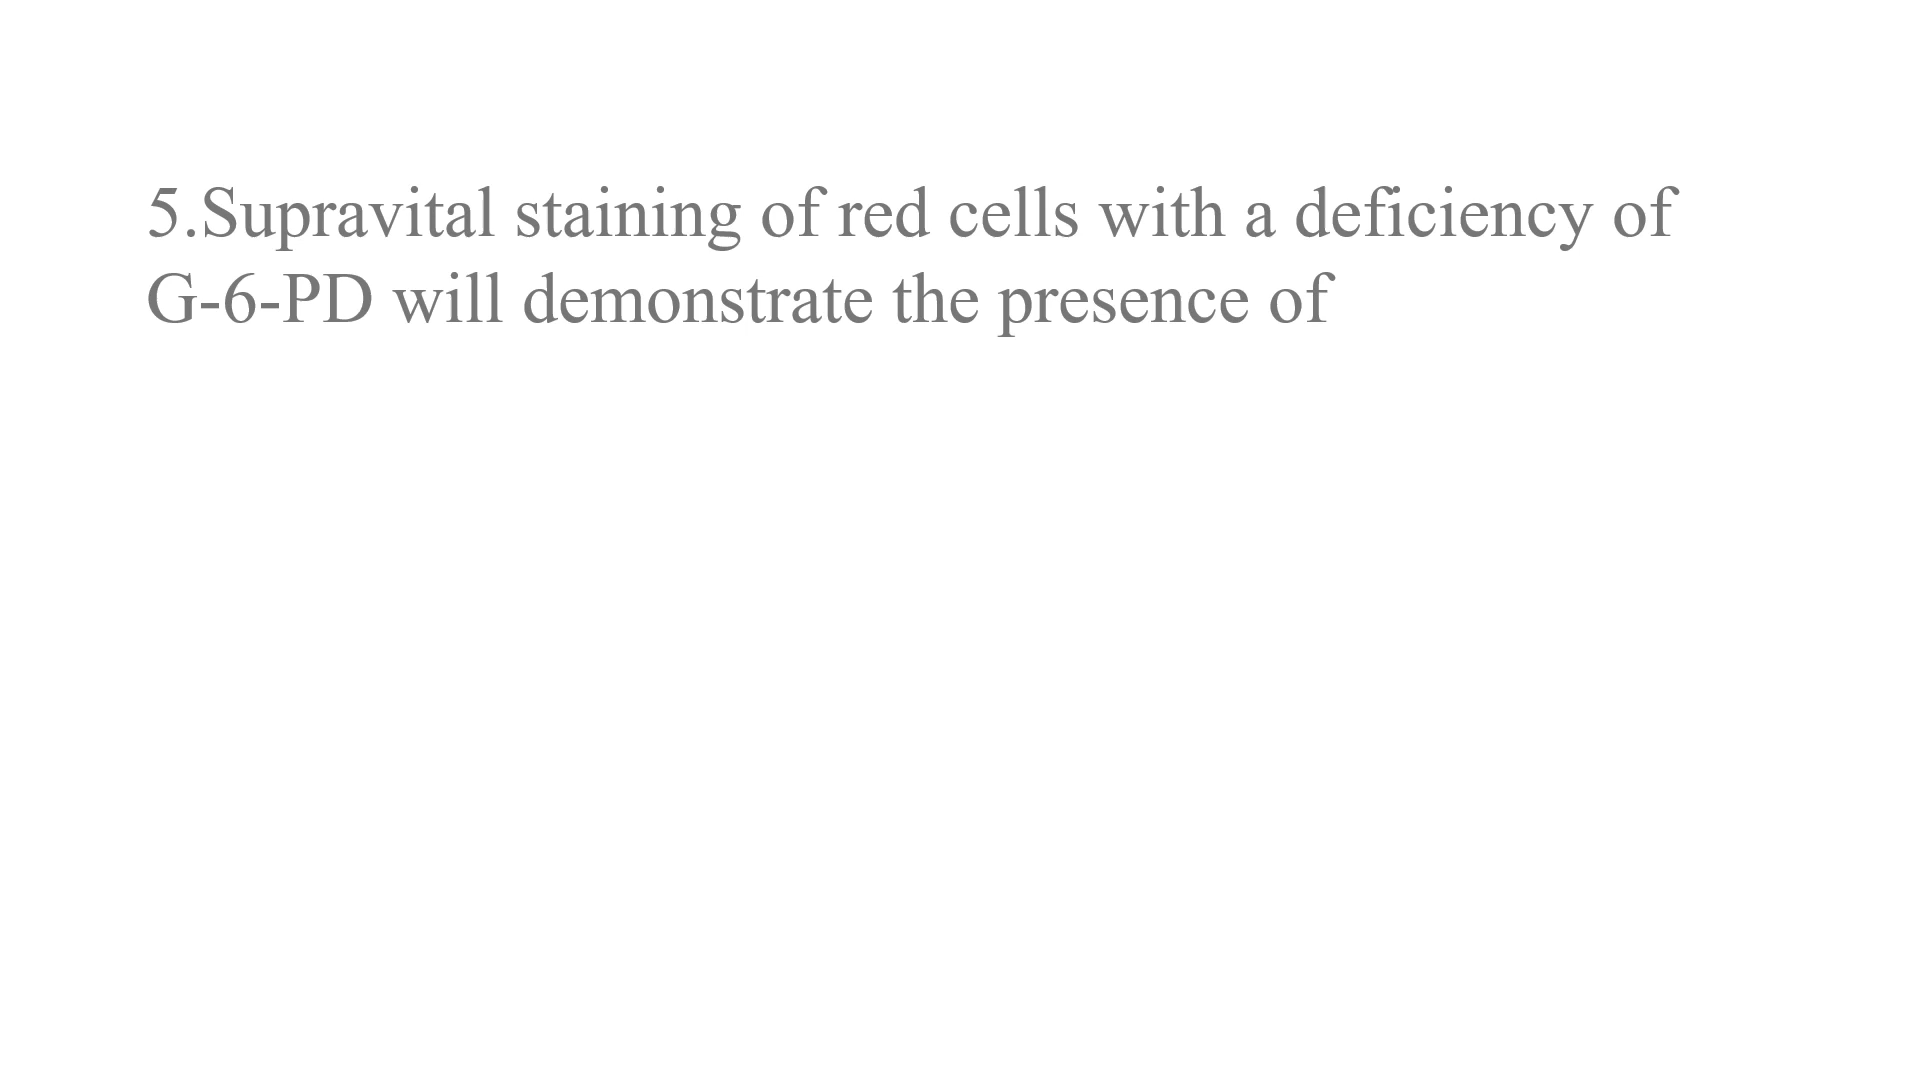 5.Supravital staining of red cells with a deficiency of
G-6-PD will demonstrate the presence of